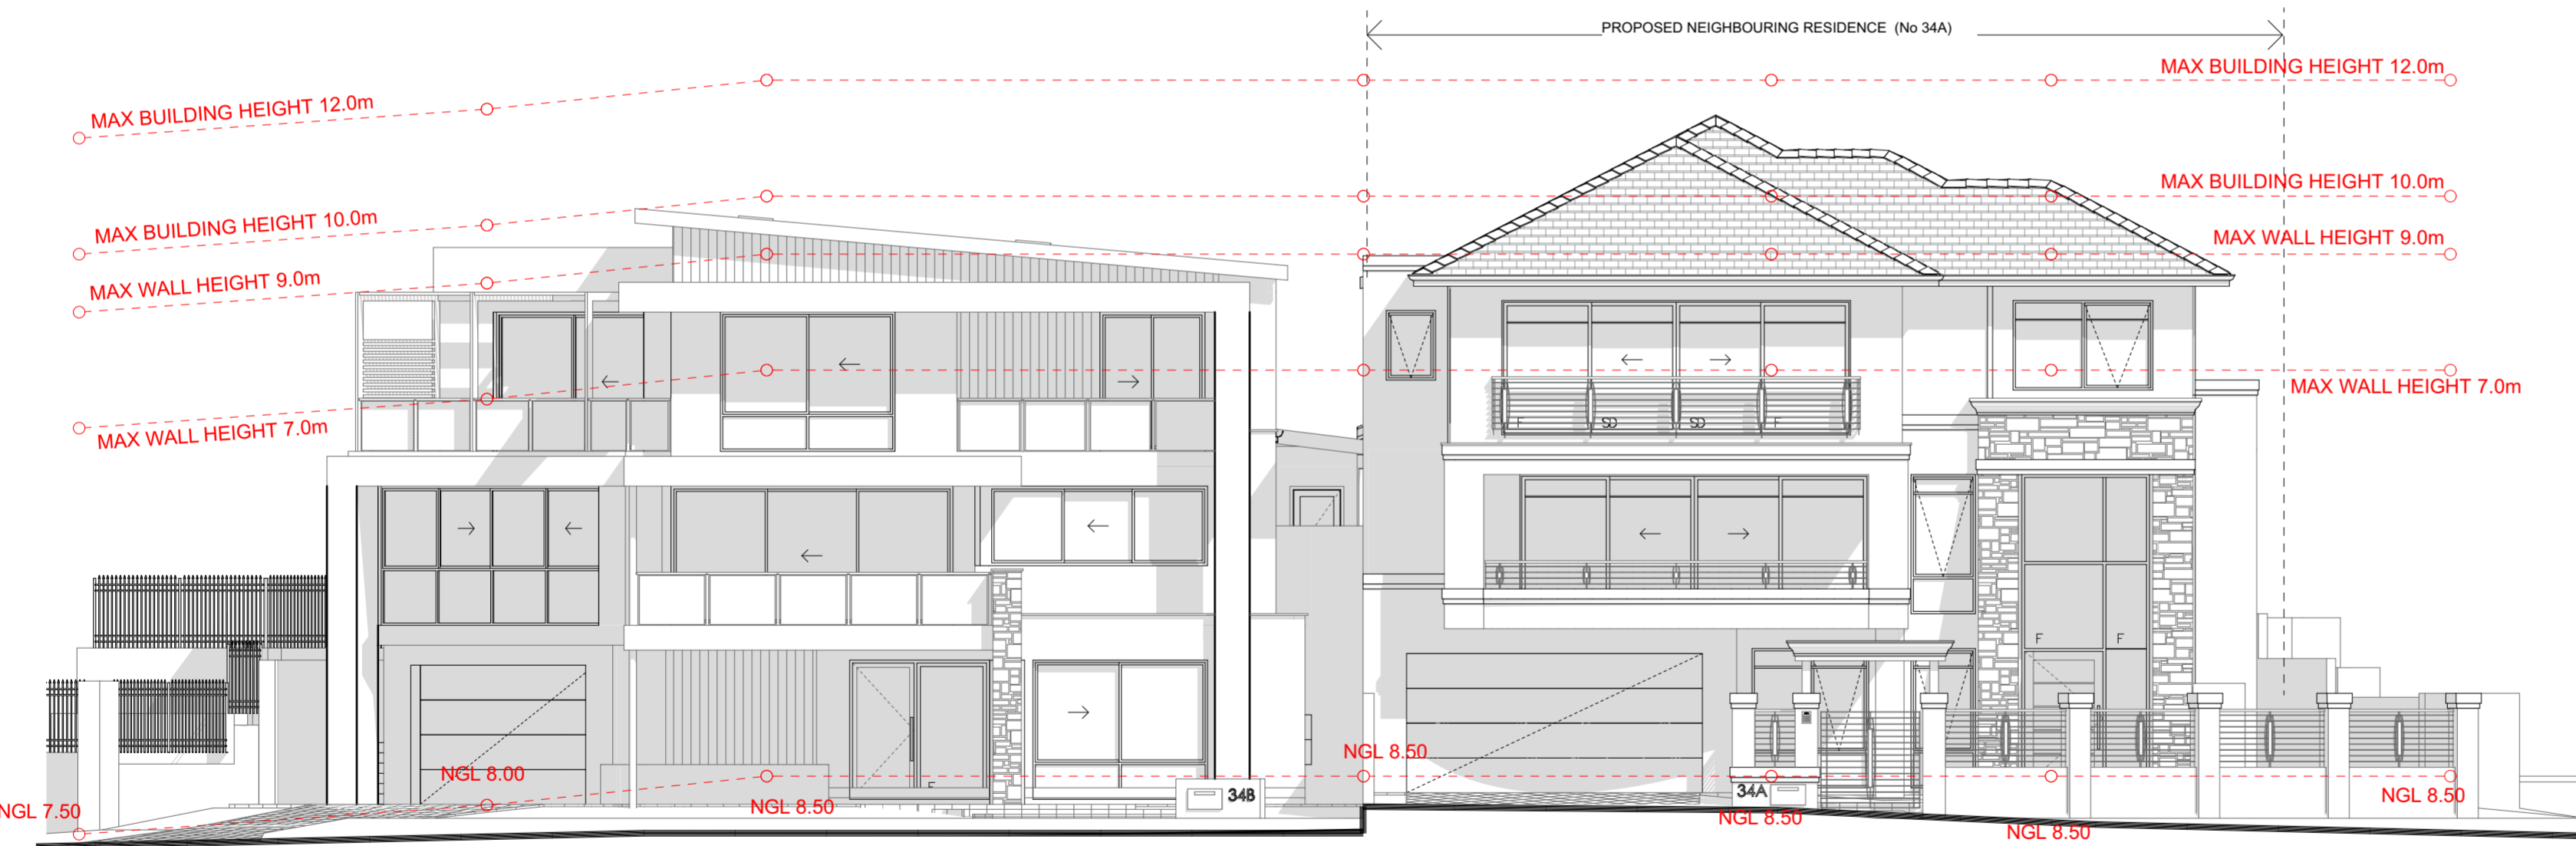 PROPOSED NEIGHBOURING RESIDENCE (No 34A)
MAX BUILDING HEIGHT 12.0m
MAX BUILDING HEIGHT 12.0m
MAX BUILDING HEIGHT 10.0m
MAX BUILDING HEIGHT 10.0m
MAX WALL HEIGHT 9.0m
MAX WALL HEIGHT 9.0m
MAX WALL HEIGHT 7.0m
MAX WALL HEIGHT 7.0m
F SD SD F
F F
NGL 8.50
NGL 8.00
F
34B
34A
NGL 7.50
NGL 8.50
NGL 8.50
NGL 8.50
NGL 8.50